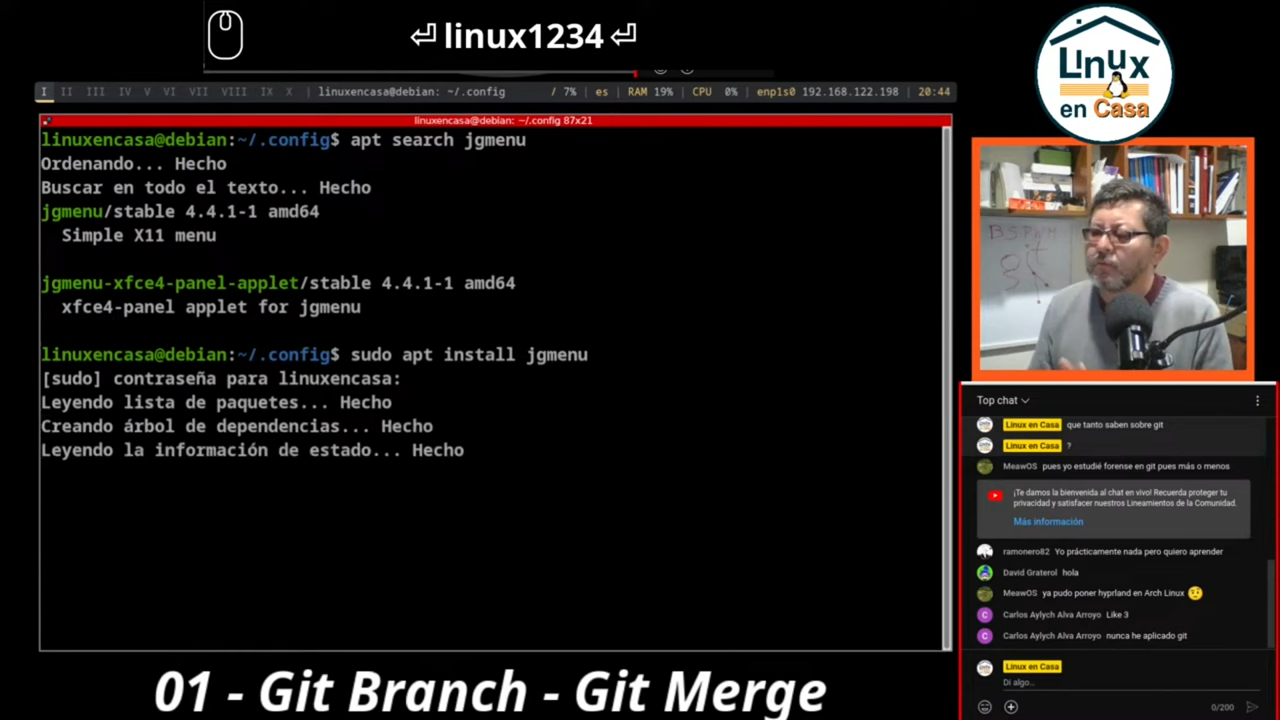 ⏎ linux1234 ⏎
I II III IV V VI VII VIII IX X | linuxencasa@debian: ~/.config / 7% | es | RAM 19% | CPU 0% | enp1s0 192.168.122.198 | 20:44
linuxencasa@debian: ~/.config 87x21
linuxencasa@debian:~/.config$ apt search jgmenu
Ordenando... Hecho
Buscar en todo el texto... Hecho
jgmenu/stable 4.4.1-1 amd64
Simple X11 menu
jgmenu-xfce4-panel-applet/stable 4.4.1-1 amd64
xfce4-panel applet for jgmenu
linuxencasa@debian:~/.config$ sudo apt install jgmenu
[sudo] contraseña para linuxencasa:
Leyendo lista de paquetes... Hecho
Creando árbol de dependencias... Hecho
Leyendo la información de estado... Hecho
01 - Git Branch - Git Merge
Linux
en Casa
BSPWM
Top chat
Linux en Casa que tanto saben sobre git
Linux en Casa ?
MeawOS pues yo estudié forense en git pues más o menos
¡Te damos la bienvenida al chat en vivo! Recuerda proteger tu
privacidad y satisfacer nuestros Lineamientos de la Comunidad.
Más información
ramonero82 Yo prácticamente nada pero quiero aprender
David Graterol hola
MeawOS ya pudo poner hyprland en Arch Linux 🤨
C Carlos Aylych Alva Arroyo Like 3
C Carlos Aylych Alva Arroyo nunca he aplicado git
Linux en Casa
Di algo...
0/200